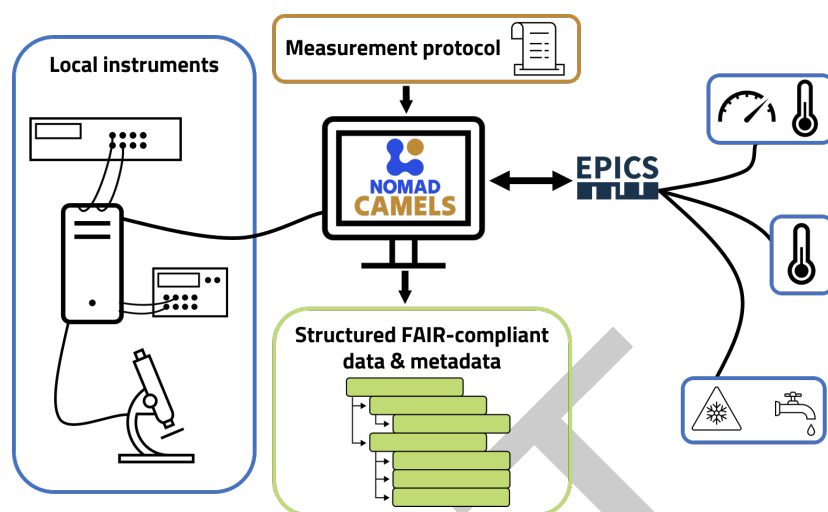 Measurement protocol
Local instruments
NOMAD
CAMELS
EPICS
Structured FAIR-compliant
data & metadata